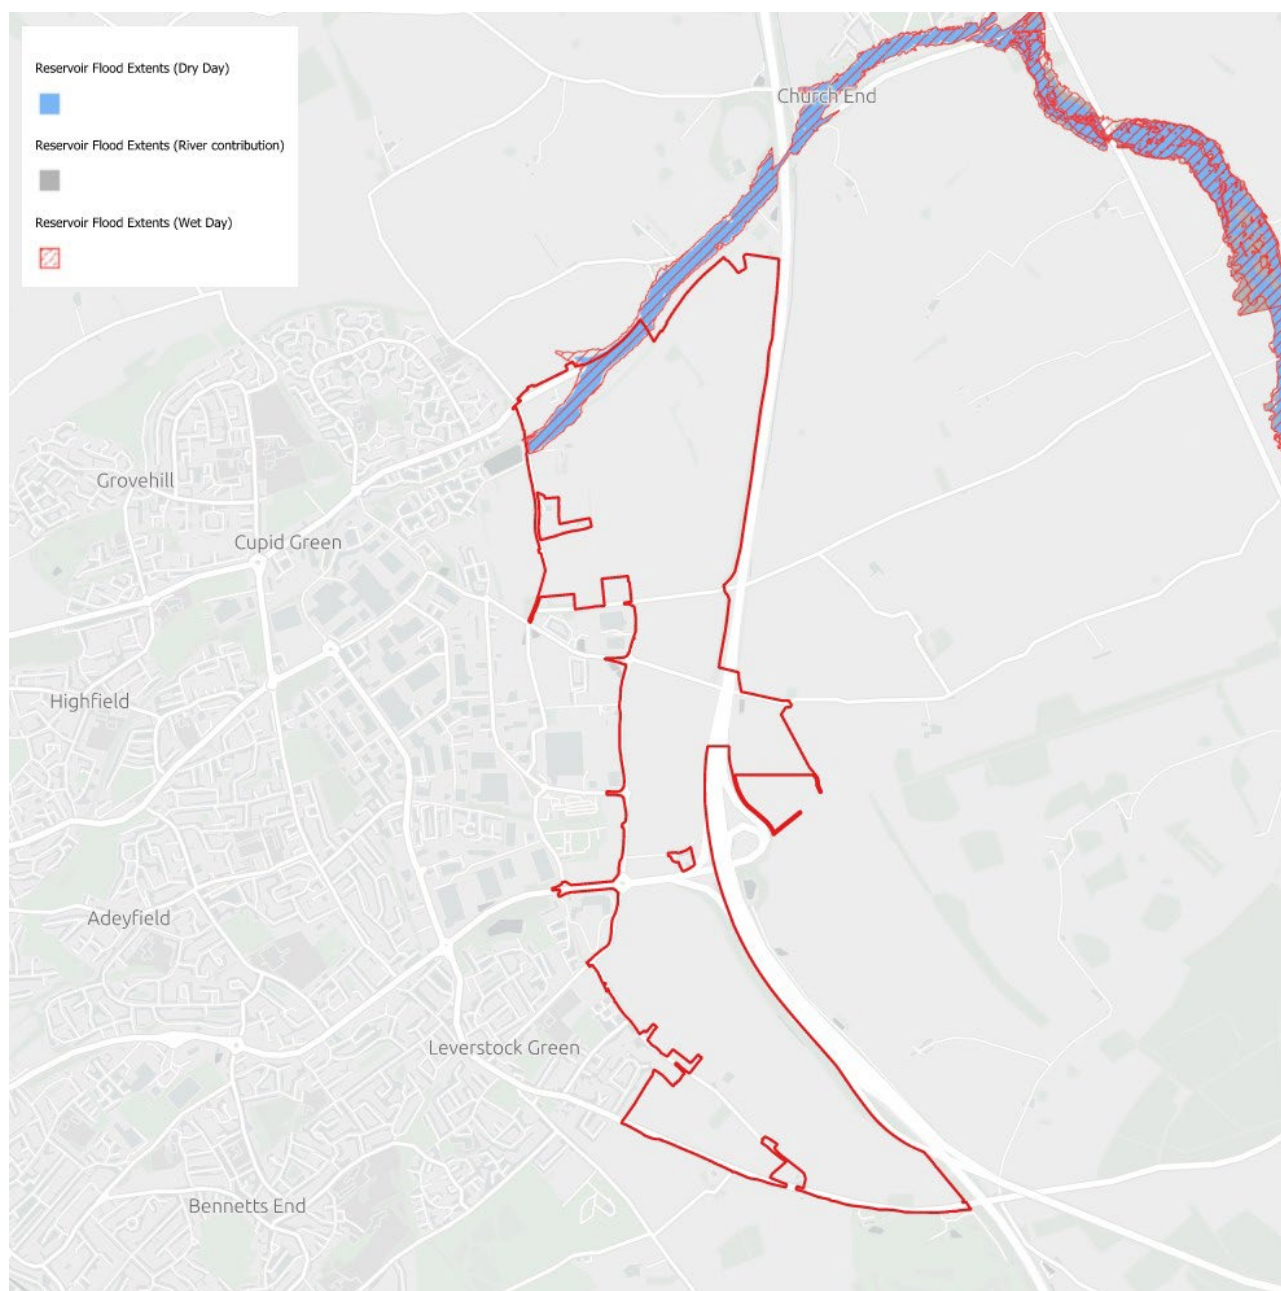 Reservoir Flood Extents (Dry Day)
Reservoir Flood Extents (River contribution)
Reservoir Flood Extents (Wet Day)
Church End
Grovehill
Cupid Green
Highfield
Adeyfield
Leverstock Green
Bennetts End